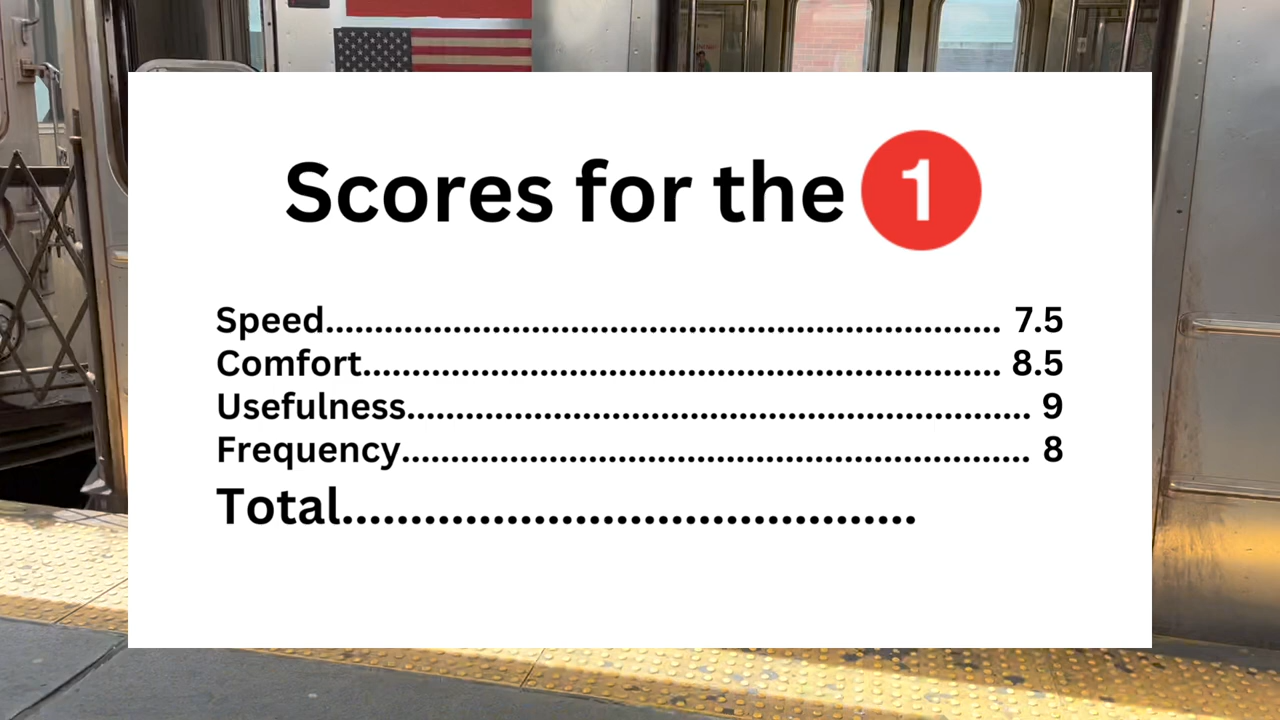 Scores for the 1
Speed.................................................................................... 7.5
Comfort................................................................................ 8.5
Usefulness.............................................................................. 9
Frequency............................................................................... 8
Total..........................................